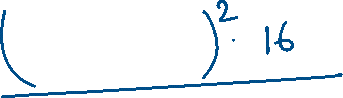 (            )² · 16